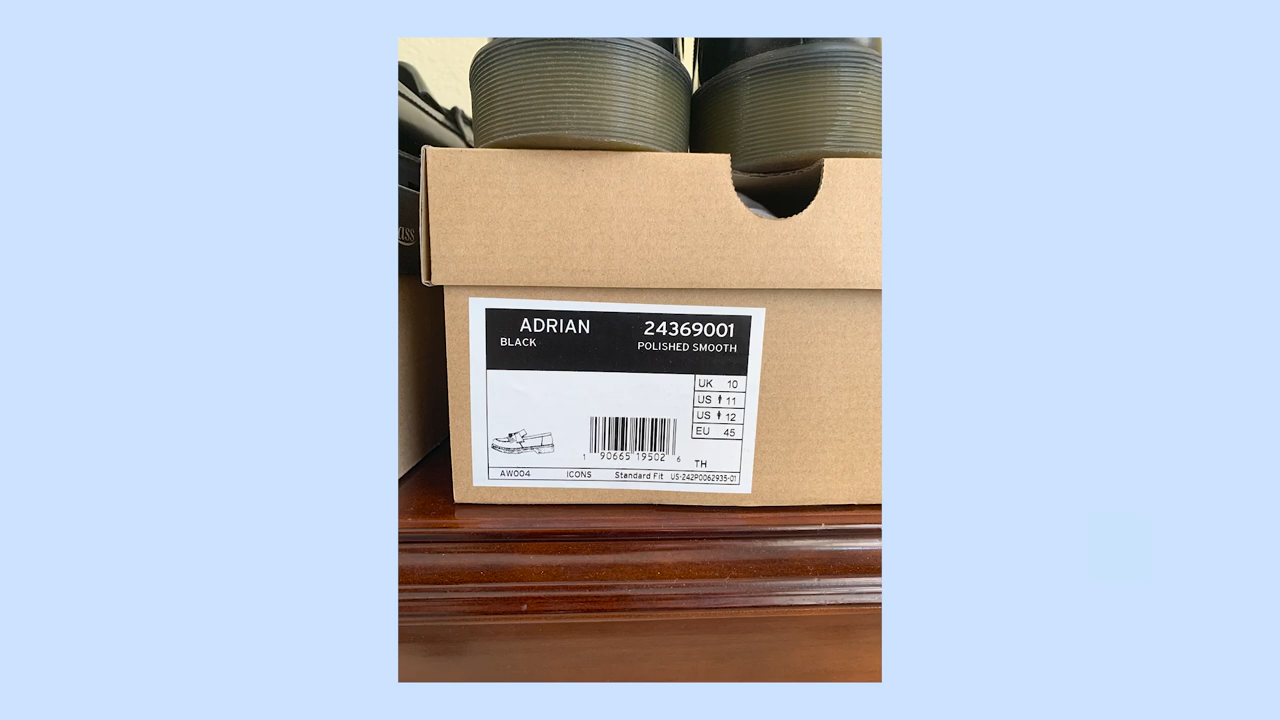 ADRIAN 24369001
BLACK POLISHED SMOOTH
UK 10
US 11
US 12
EU 45
1 90665 19502 6
TH
AW004 ICONS Standard Fit US-242P0062935-01